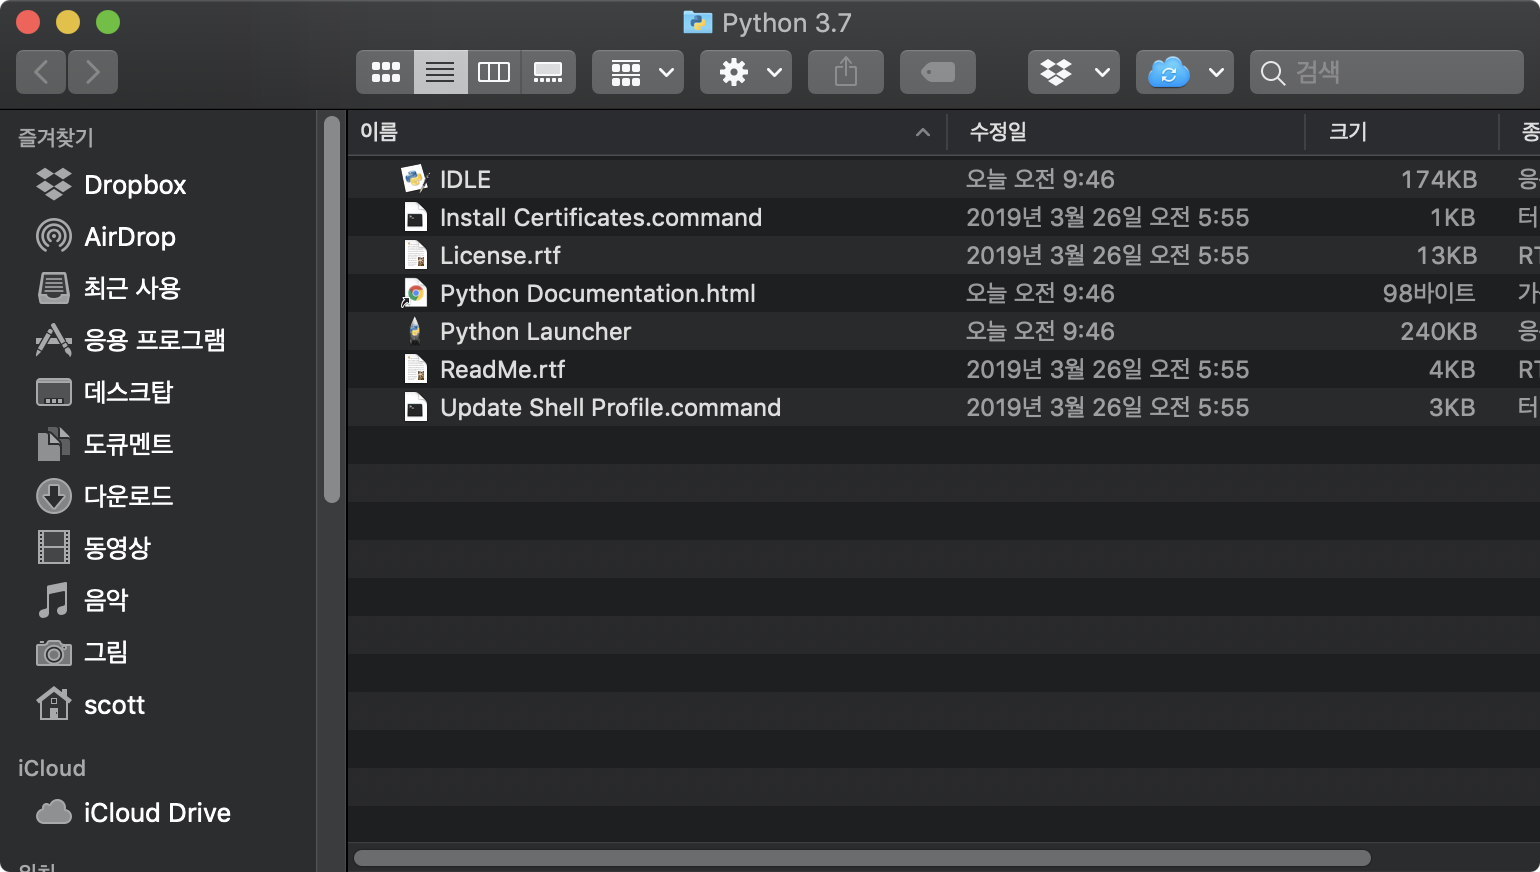 Python 3.7
검색
즐겨찾기
Dropbox
AirDrop
최근 사용
응용 프로그램
데스크탑
도큐멘트
다운로드
동영상
음악
그림
scott
iCloud
iCloud Drive
이름 수정일 크기
IDLE 오늘 오전 9:46 174KB
Install Certificates.command 2019년 3월 26일 오전 5:55 1KB
License.rtf 2019년 3월 26일 오전 5:55 13KB RT
Python Documentation.html 오늘 오전 9:46 98바이트
Python Launcher 오늘 오전 9:46 240KB
ReadMe.rtf 2019년 3월 26일 오전 5:55 4KB RT
Update Shell Profile.command 2019년 3월 26일 오전 5:55 3KB